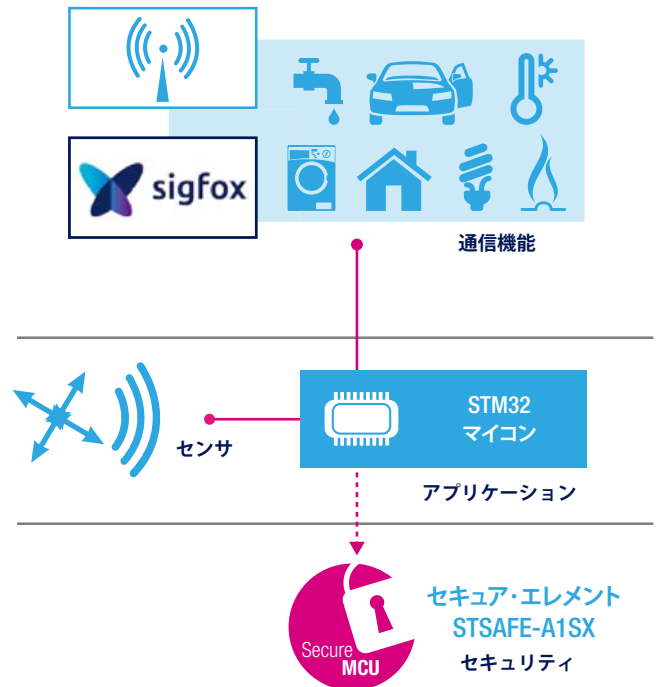 sigfox
通信機能
STM32
マイコン
センサ
アプリケーション
セキュア・エレメント
STSAFE-A1SX
セキュリティ
Secure
MCU